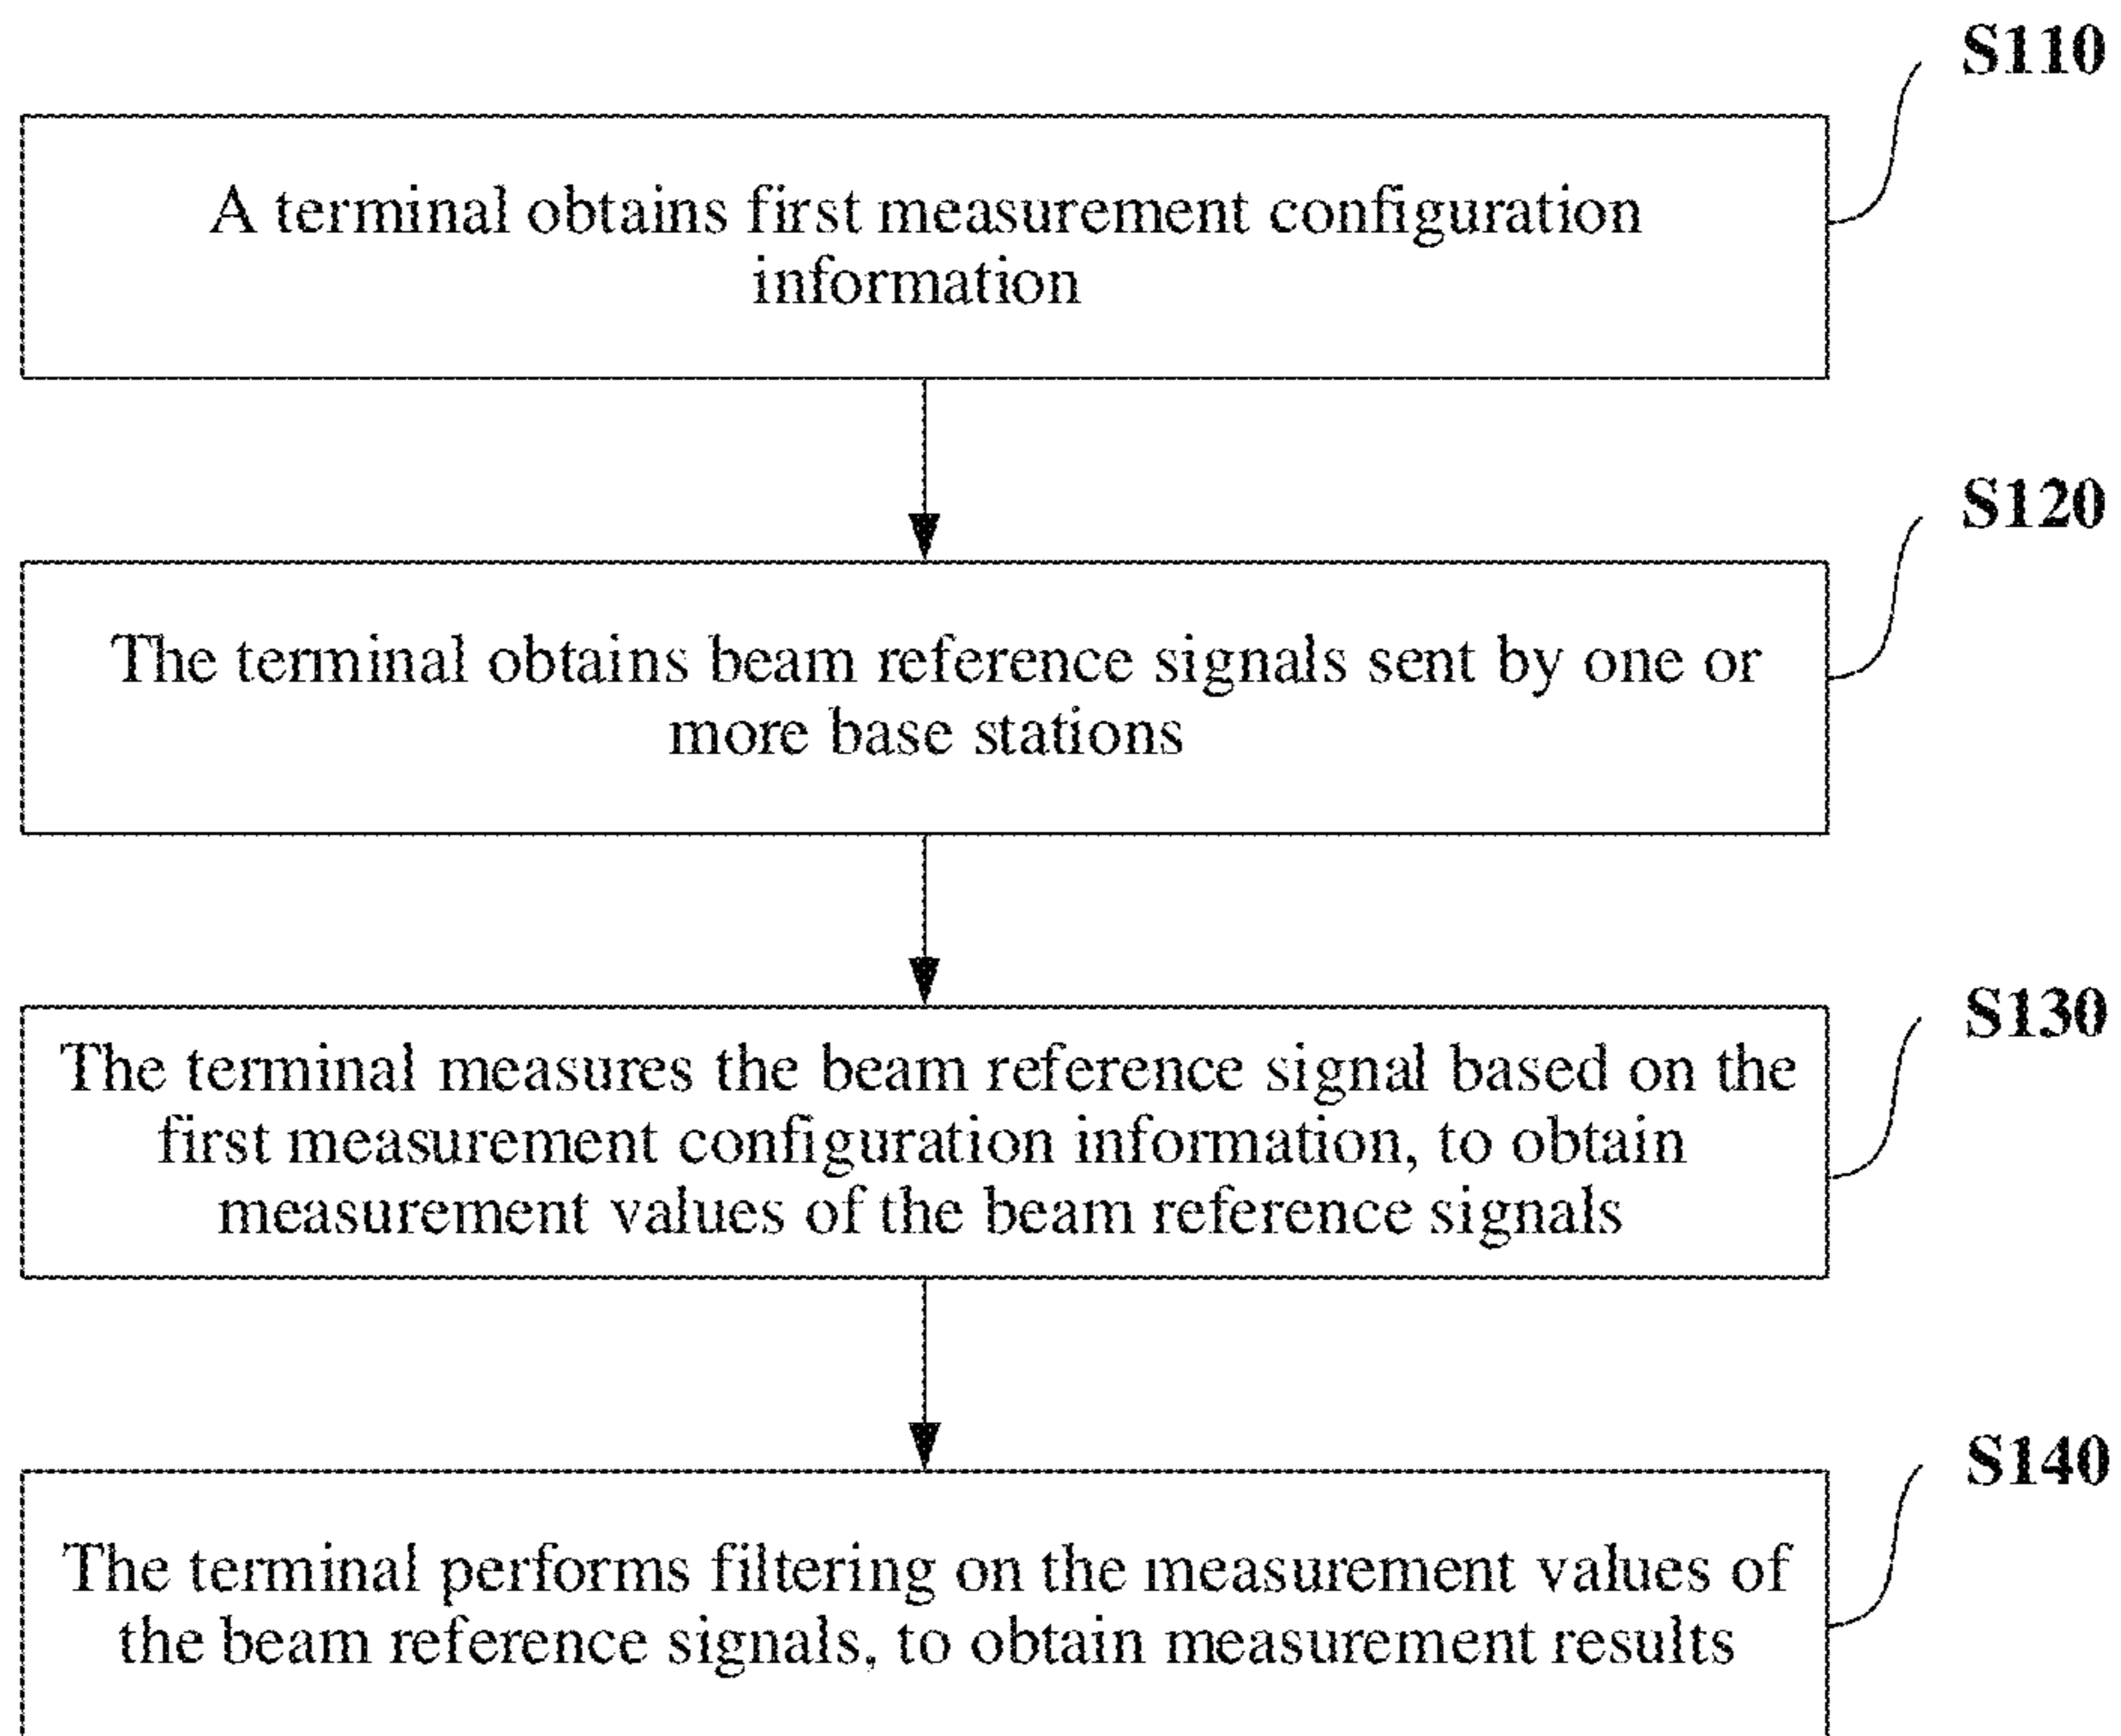 S110
A terminal obtains first measurement configuration
information
S120
The terminal obtains beam reference signals sent by one or
more base stations
S130
The terminal measures the beam reference signal based on the
first measurement configuration information, to obtain
measurement values of the beam reference signals
S140
The terminal performs filtering on the measurement values of
the beam reference signals, to obtain measurement results